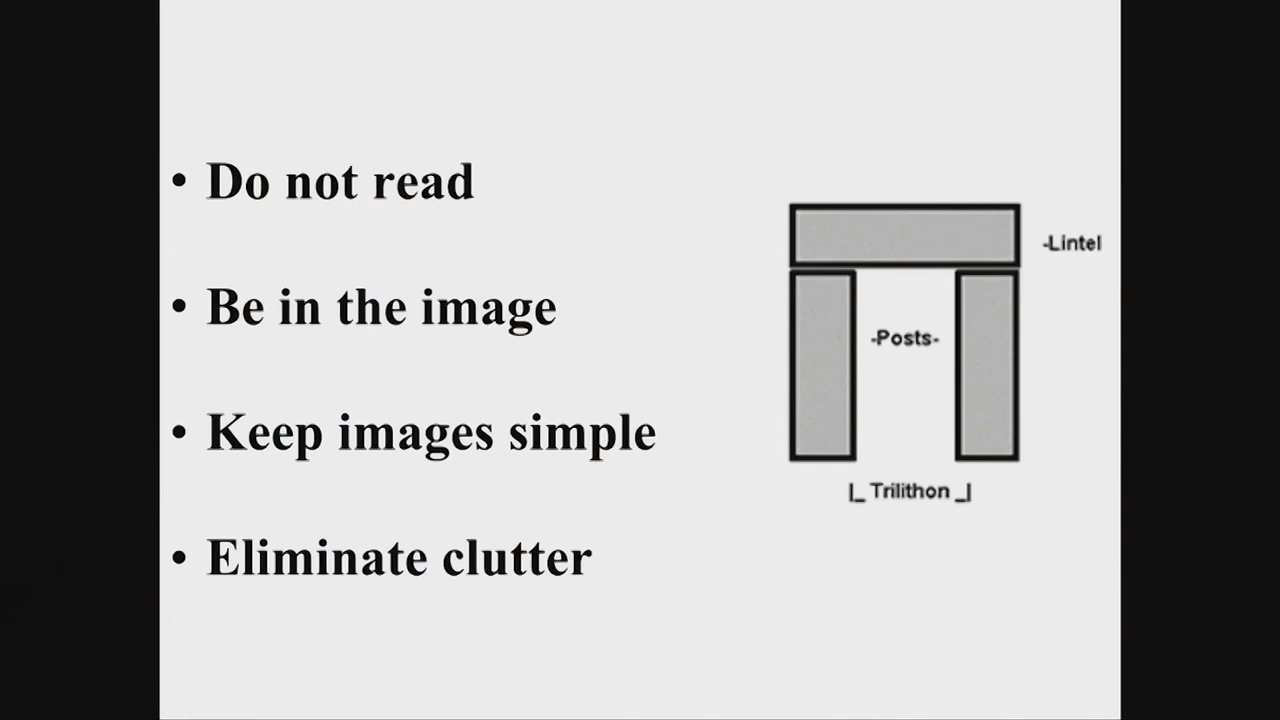 • Do not read
• Be in the image
• Keep images simple
• Eliminate clutter
-Lintel
-Posts-
|_ Trilithon _|